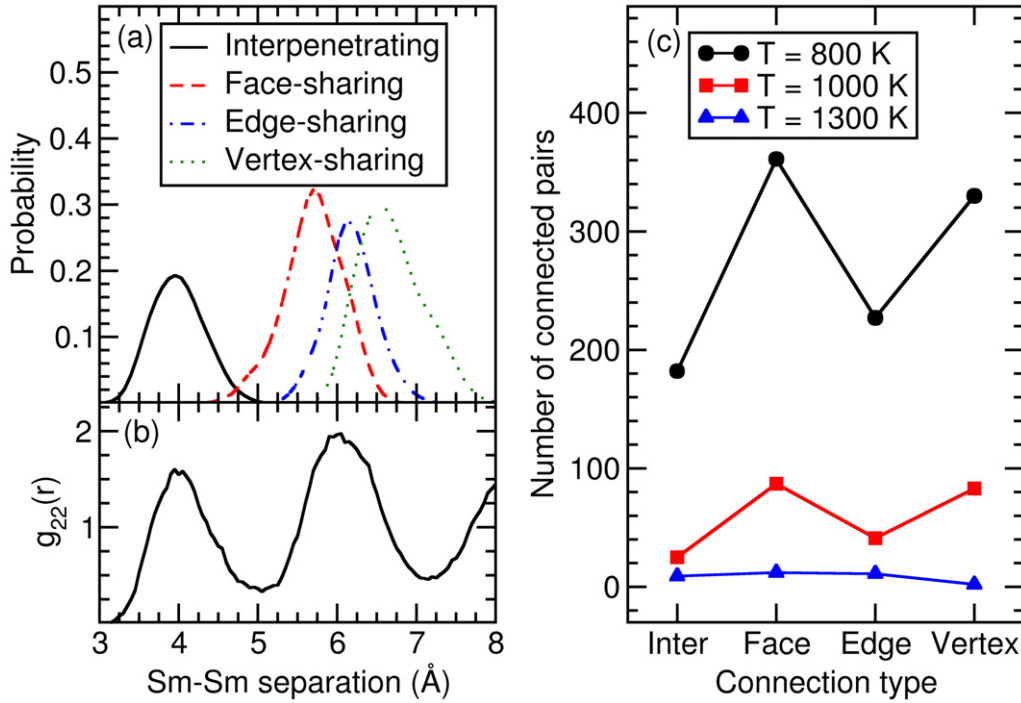 (a)
Interpenetrating
Face-sharing
Edge-sharing
Vertex-sharing
Probability
0.5
0.4
0.3
0.2
0.1
(b)
g22(r)
2
1
3 4 5 6 7 8
Sm-Sm separation (Å)
(c)
T = 800 K
T = 1000 K
T = 1300 K
Number of connected pairs
400
300
200
100
0
Inter Face Edge Vertex
Connection type